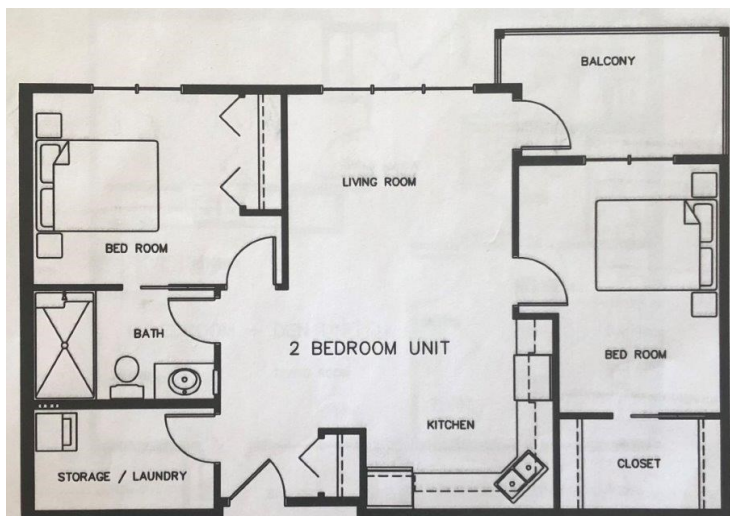 BALCONY
LIVING ROOM
BED ROOM
BATH
2 BEDROOM UNIT
BED ROOM
KITCHEN
CLOSET
STORAGE / LAUNDRY